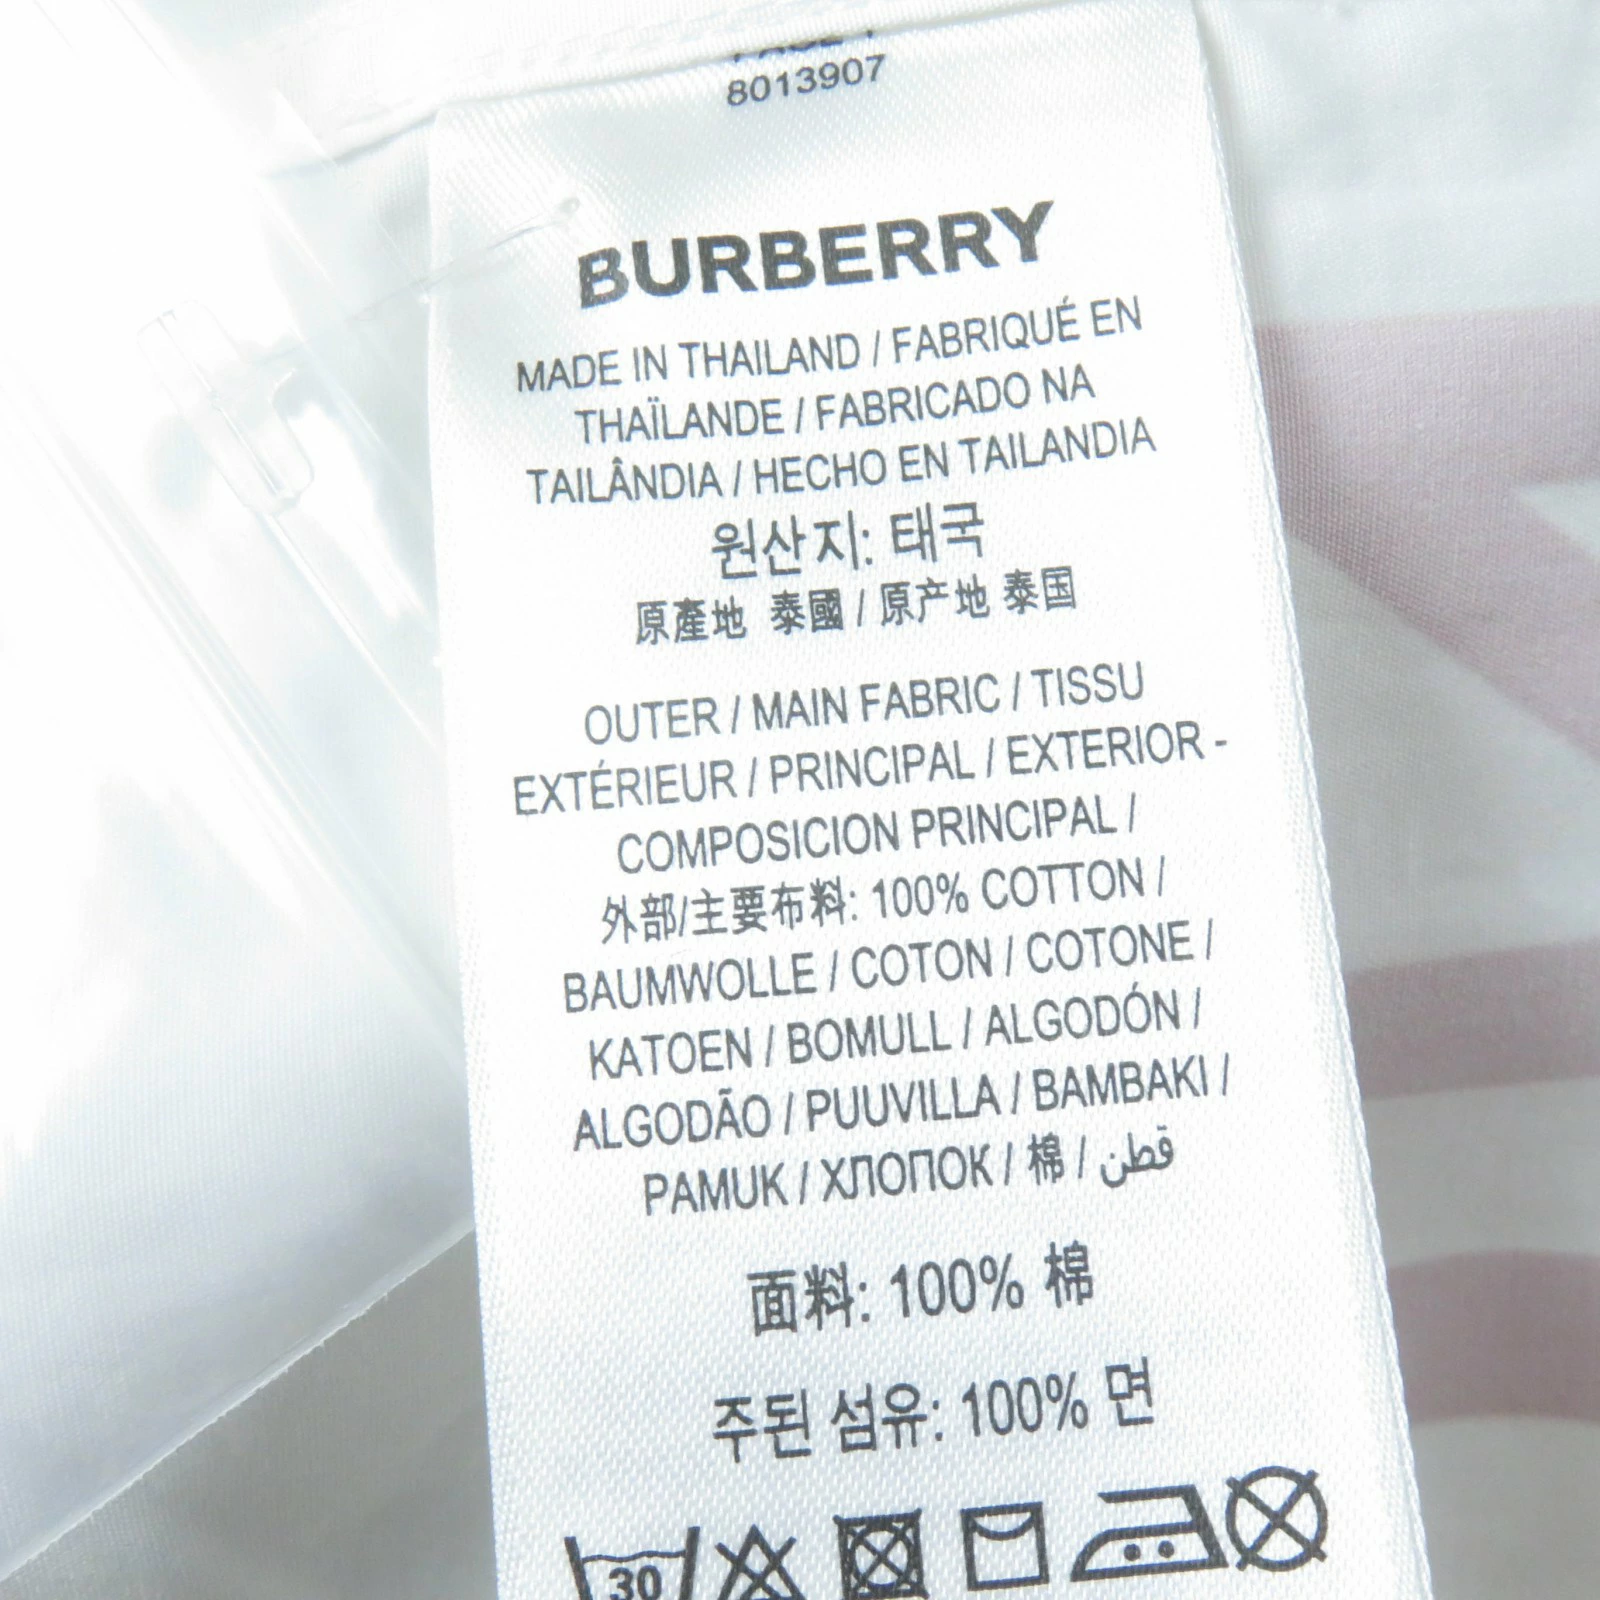 8013907
BURBERRY
MADE IN THAILAND / FABRIQUÉ EN
THAÏLANDE / FABRICADO NA
TAILÂNDIA / HECHO EN TAILANDIA
원산지: 태국
原產地 泰國 / 原产地 泰国
OUTER / MAIN FABRIC / TISSU
EXTÉRIEUR / PRINCIPAL / EXTERIOR -
COMPOSICION PRINCIPAL /
外部/主要布料: 100% COTTON /
BAUMWOLLE / COTON / COTONE /
KATOEN / BOMULL / ALGODÓN /
ALGODÃO / PUUVILLA / BAMBAKI /
PAMUK / ХЛОПОК / 棉 / قطن
面料: 100% 棉
주된 섬유: 100% 면
30